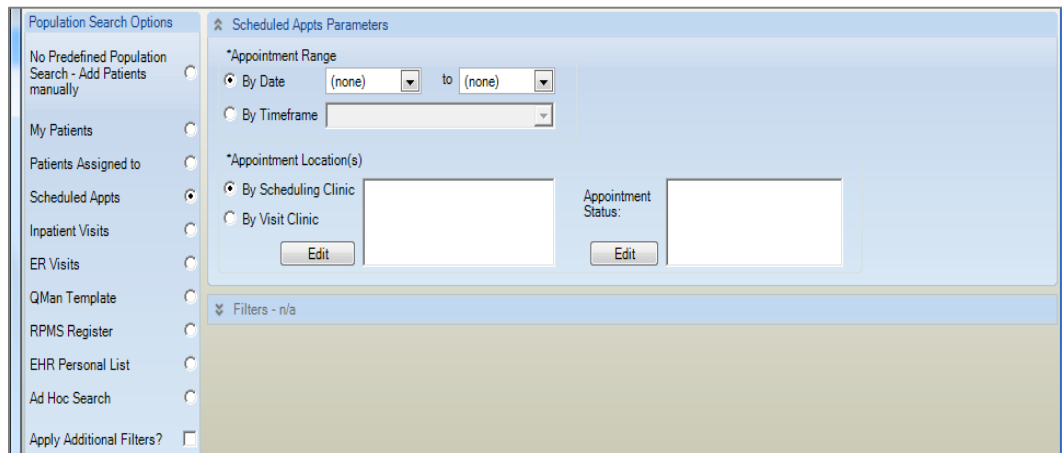 Population Search Options
No Predefined Population
Search - Add Patients
manually
My Patients
Patients Assigned to
Scheduled Appts
Inpatient Visits
ER Visits
QMan Template
RPMS Register
EHR Personal List
Ad Hoc Search
Apply Additional Filters?
Scheduled Appts Parameters
*Appointment Range
By Date (none) to (none)
By Timeframe
*Appointment Location(s)
By Scheduling Clinic
By Visit Clinic
Edit
Appointment
Status:
Edit
Filters - n/a